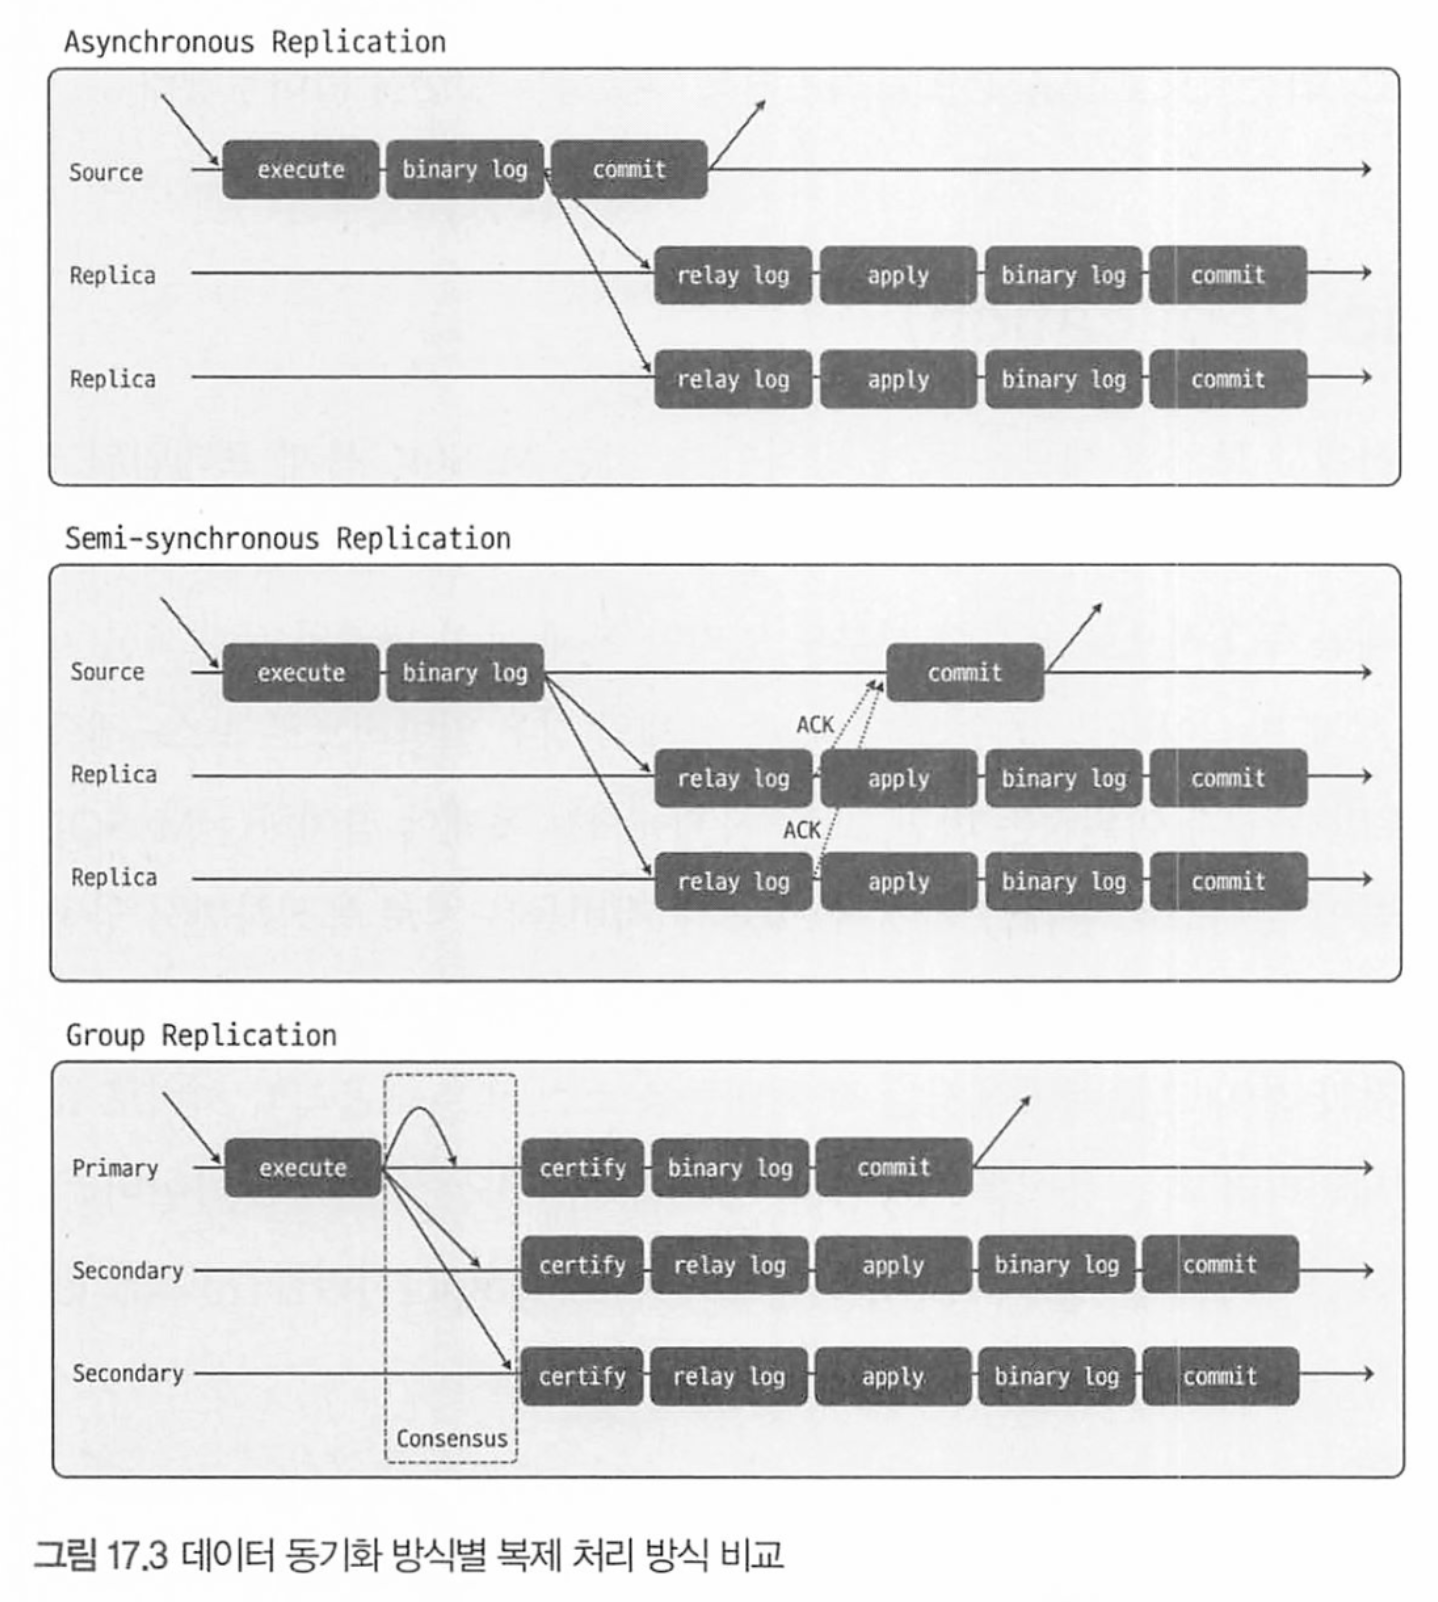 Asynchronous Replication
Source execute binary log commit
Replica relay log apply binary log commit
Replica relay log apply binary log commit
Semi-synchronous Replication
Source execute binary log commit
ACK
Replica relay log apply binary log commit
ACK
Replica relay log apply binary log commit
Group Replication
Primary execute certify binary log commit
Secondary certify relay log apply binary log commit
Secondary certify relay log apply binary log commit
Consensus
그림 17.3 데이터 동기화 방식별 복제 처리 방식 비교